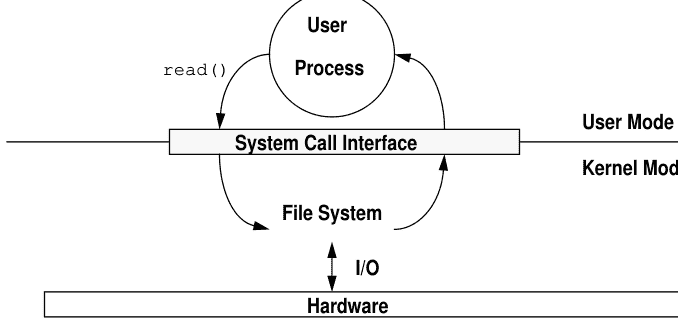 User
Process
read()
System Call Interface
User Mode
Kernel Mod
File System
I/O
Hardware